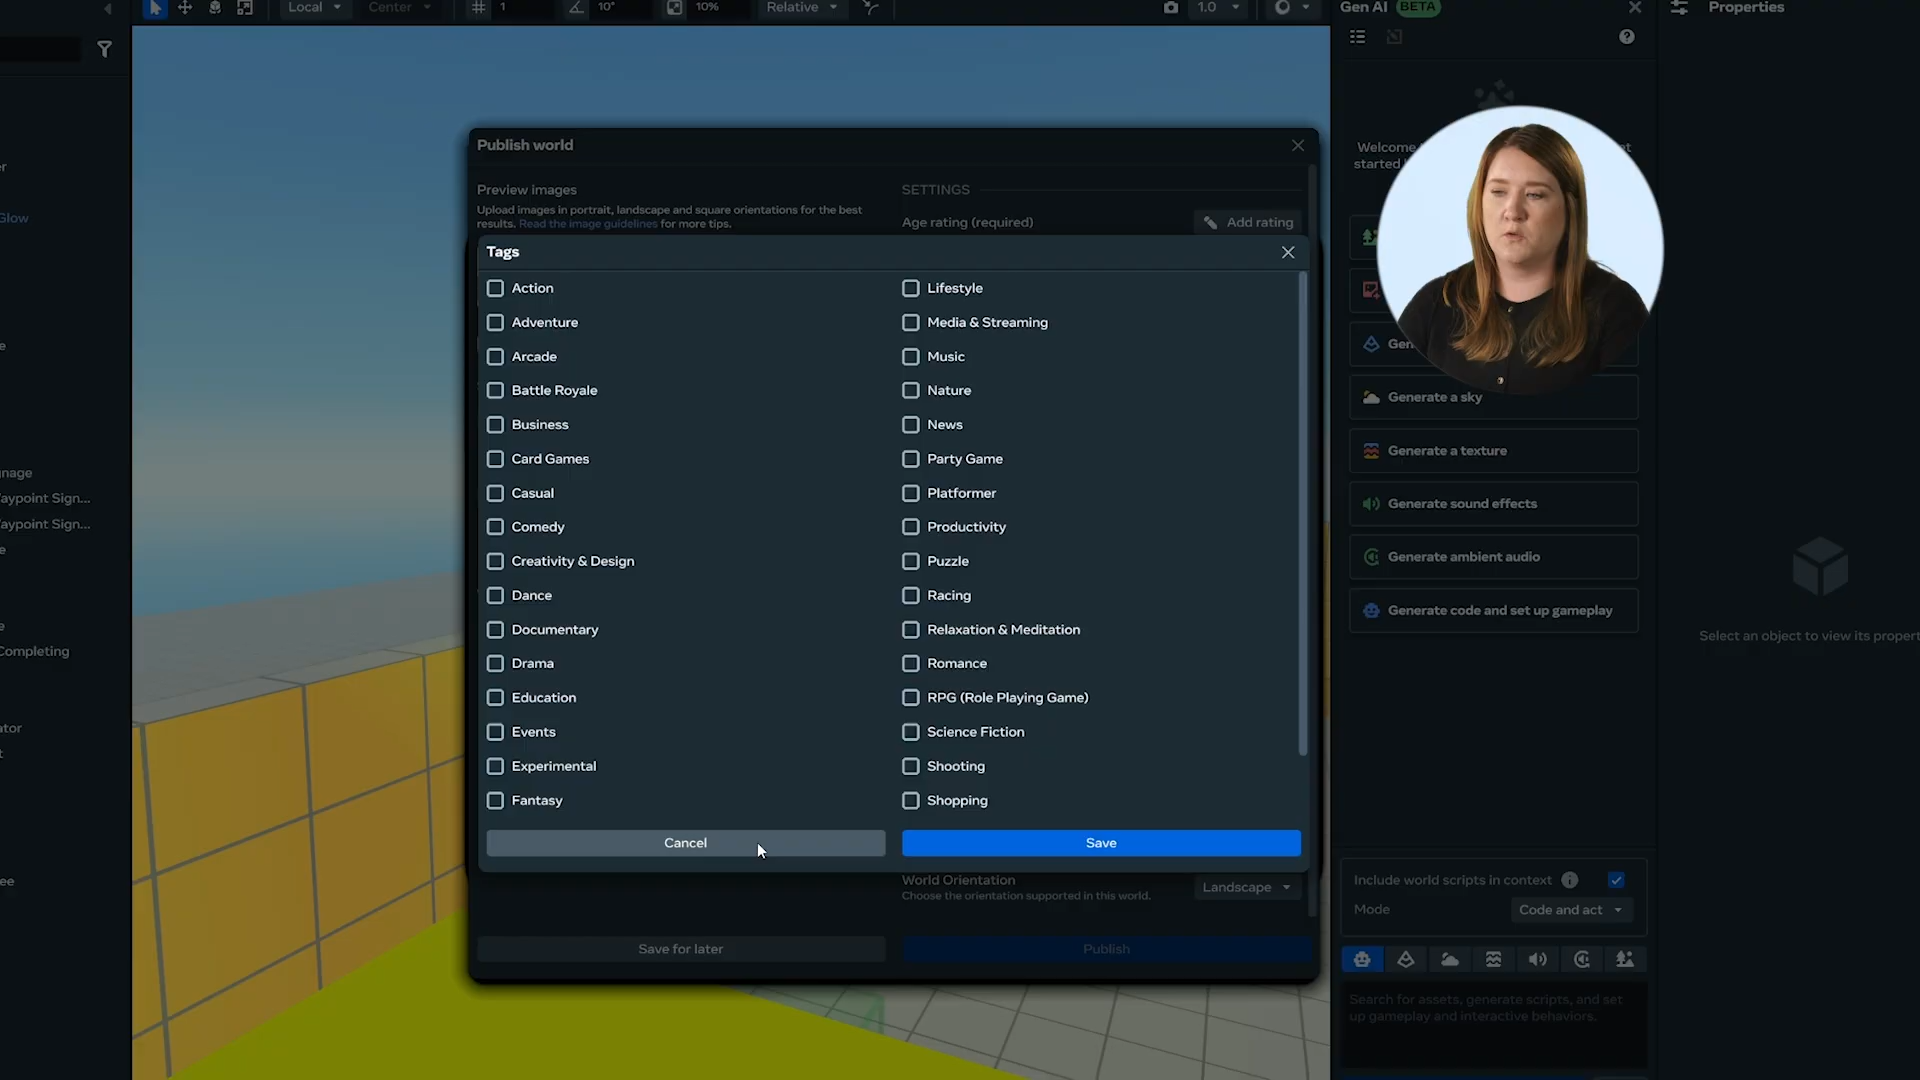 Local
Center
1
10°
10%
Relative
1.0
Gen AI BETA
Properties
Glow
Completing
aypoint Sign...
aypoint Sign...
Publish world
Preview images
Upload images in portrait, landscape and square orientations for the best
results. Read the image guidelines for more tips.
SETTINGS
Age rating (required)
Add rating
Tags
Action
Adventure
Arcade
Battle Royale
Business
Card Games
Casual
Comedy
Creativity & Design
Dance
Documentary
Drama
Education
Events
Experimental
Fantasy
Lifestyle
Media & Streaming
Music
Nature
News
Party Game
Platformer
Productivity
Puzzle
Racing
Relaxation & Meditation
Romance
RPG (Role Playing Game)
Science Fiction
Shooting
Shopping
Cancel
Save
World Orientation
Choose the orientation supported in this world.
Landscape
Save for later
Publish
Welcome
started
Generate a sky
Generate a texture
Generate sound effects
Generate ambient audio
Generate code and set up gameplay
Include world scripts in context
Mode
Code and act
Search for assets, generate scripts, and set
up gameplay and interactive behaviors.
Select an object to view its propert